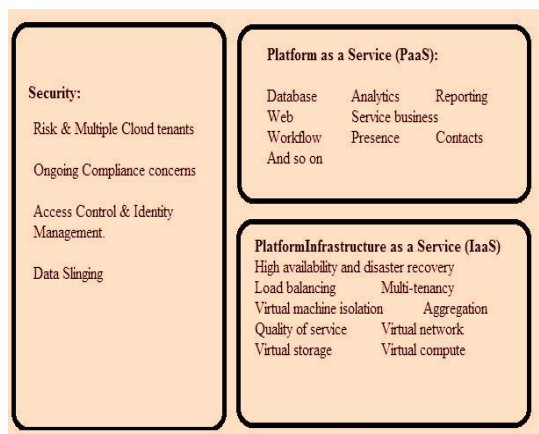 Security:
Risk & Multiple Cloud tenants
Ongoing Compliance concerns
Access Control & Identity
Management.
Data Slinging
Platform as a Service (PaaS):
Database Analytics Reporting
Web Service business
Workflow Presence Contacts
And so on
PlatformInfrastructure as a Service (IaaS)
High availability and disaster recovery
Load balancing Multi-tenancy
Virtual machine isolation Aggregation
Quality of service Virtual network
Virtual storage Virtual compute